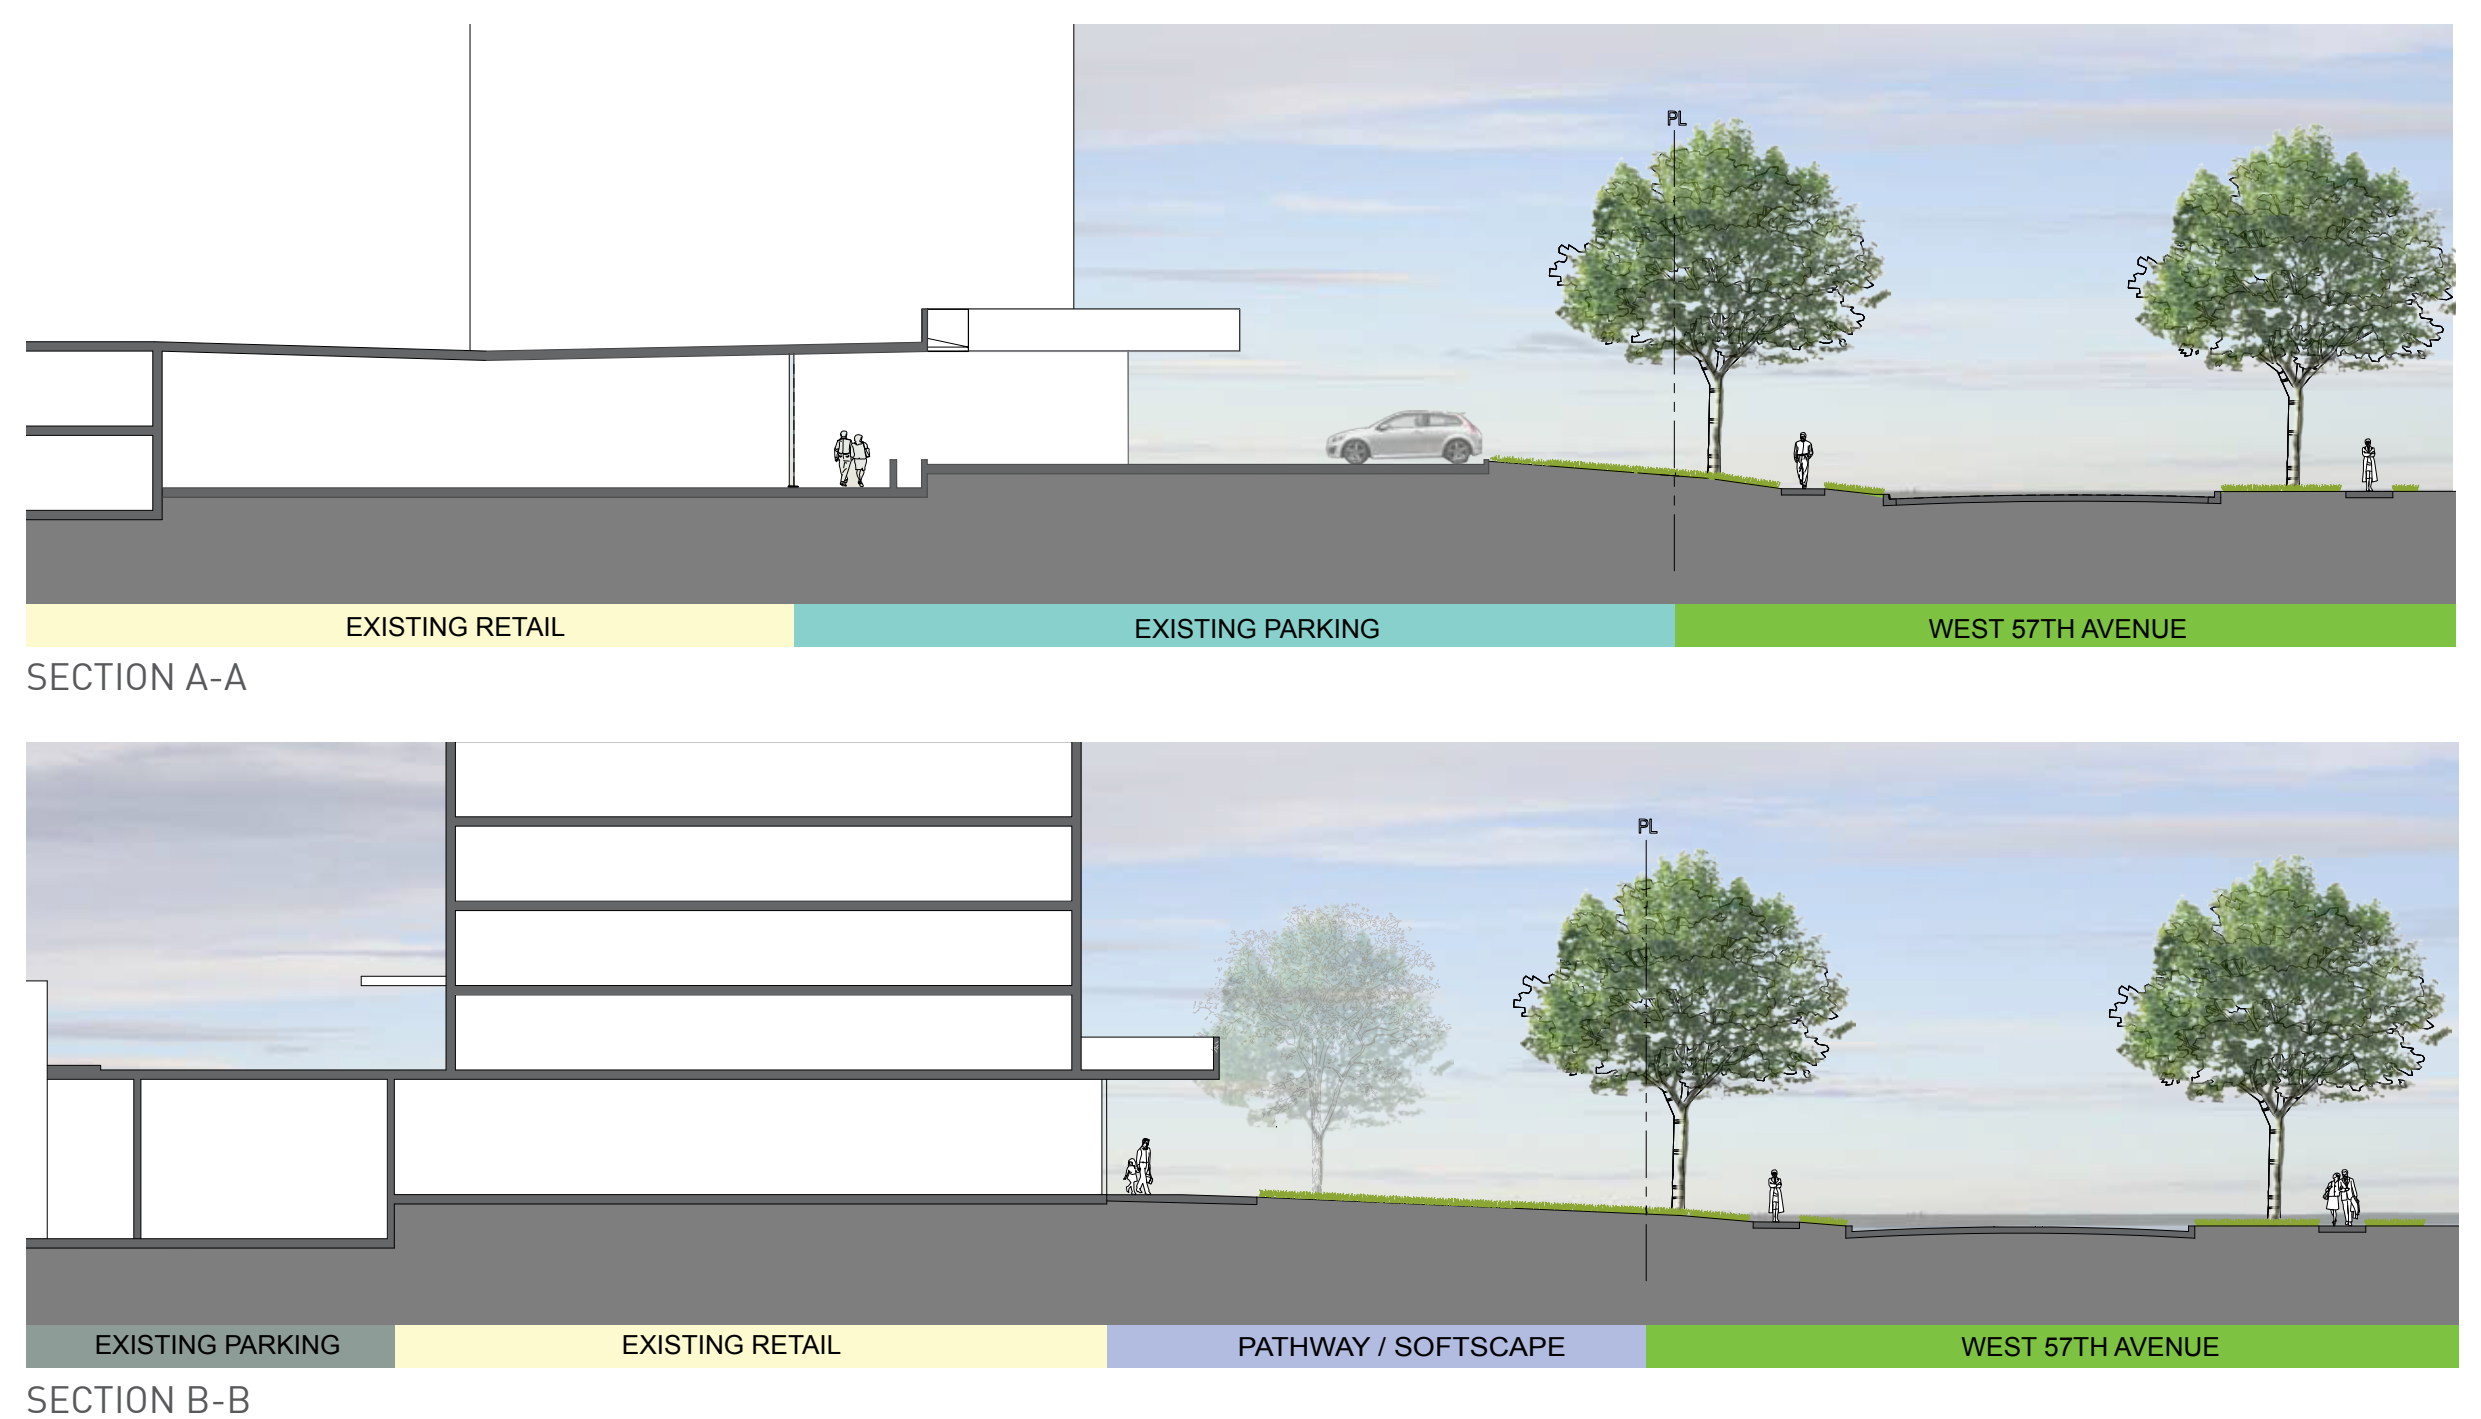 PL
EXISTING RETAIL
EXISTING PARKING
WEST 57TH AVENUE
SECTION A-A
PL
EXISTING PARKING
EXISTING RETAIL
PATHWAY / SOFTSCAPE
WEST 57TH AVENUE
SECTION B-B